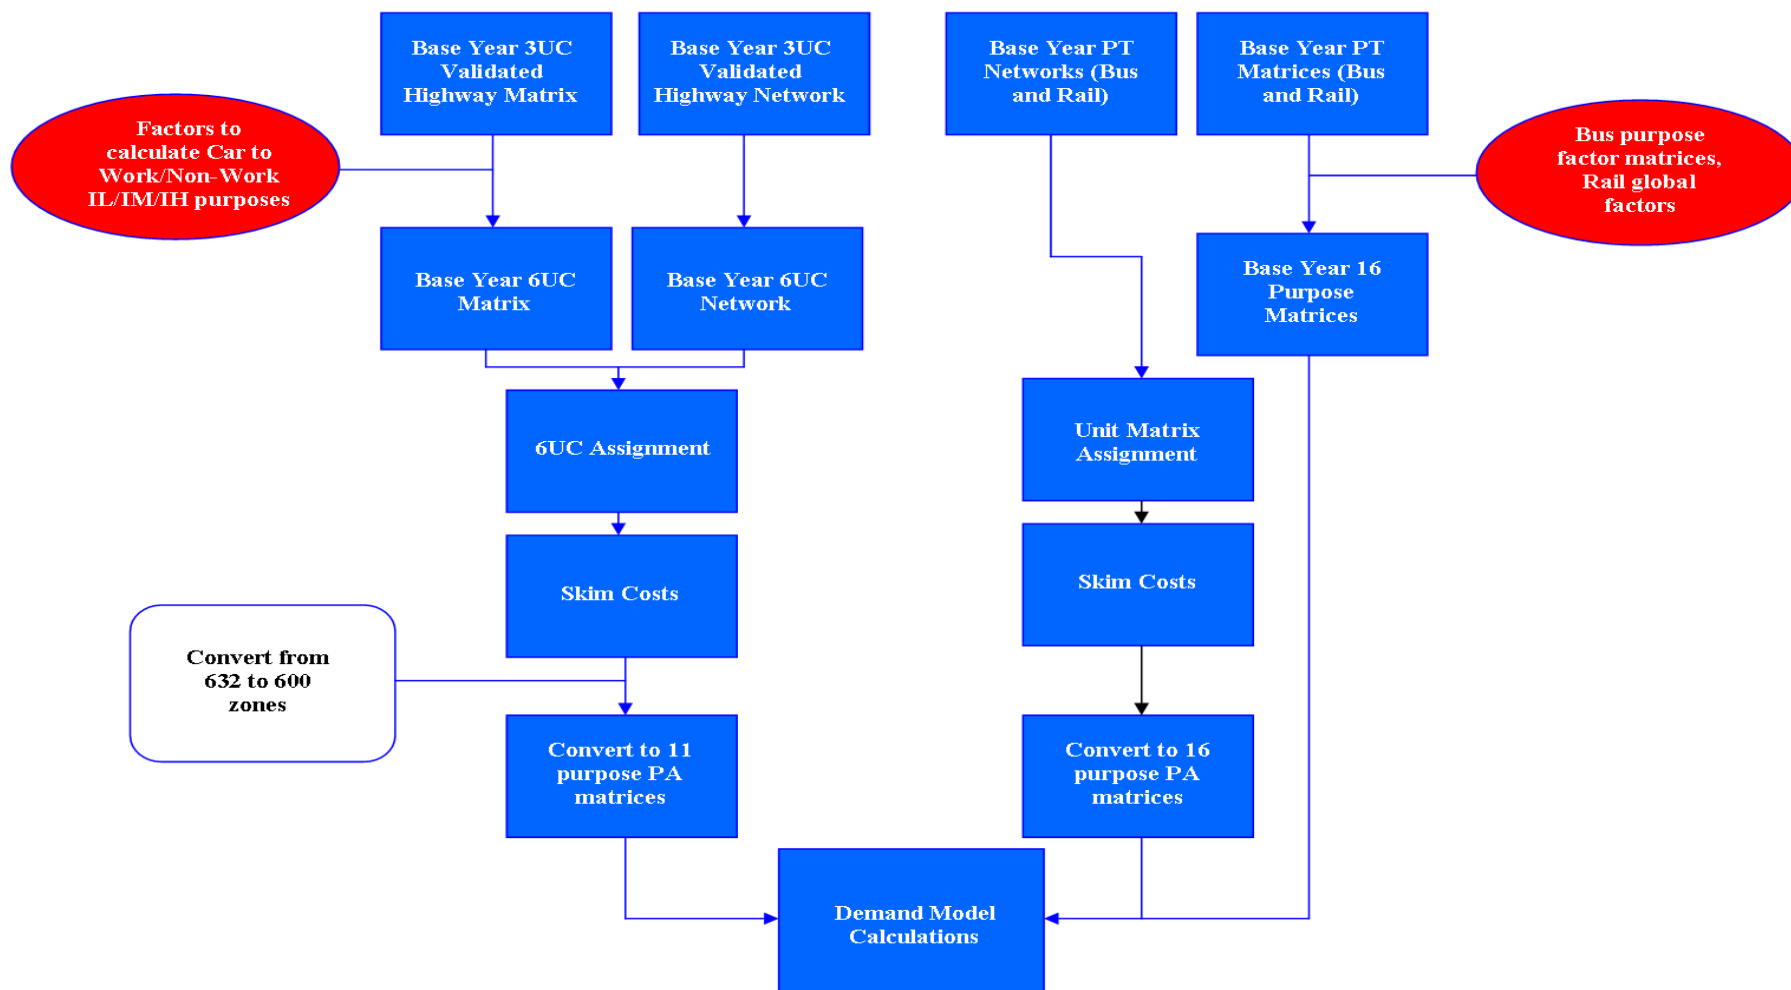 Base Year 3UC
Validated
Highway Matrix
Base Year 3UC
Validated
Highway Network
Base Year PT
Networks (Bus
and Rail)
Base Year PT
Matrices (Bus
and Rail)
Factors to
calculate Car to
Work/Non-Work
IL/IM/IH purposes
Bus purpose
factor matrices,
Rail global
factors
Base Year 6UC
Matrix
Base Year 6UC
Network
Base Year 16
Purpose
Matrices
6UC Assignment
Unit Matrix
Assignment
Skim Costs
Skim Costs
Convert from
632 to 600
zones
Convert to 11
purpose PA
matrices
Convert to 16
purpose PA
matrices
Demand Model
Calculations